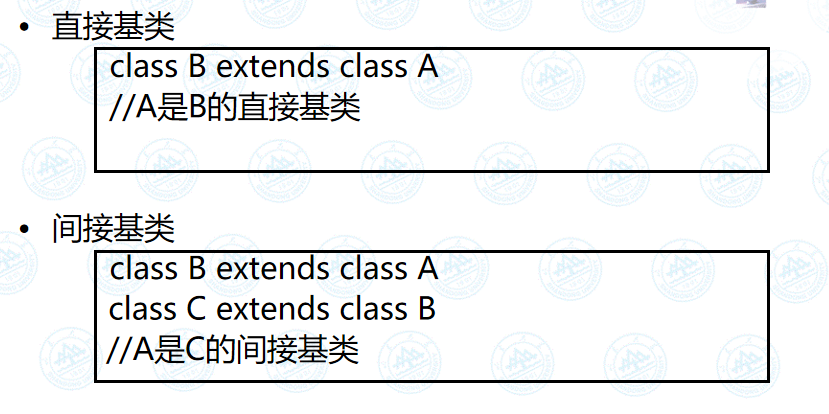 • 直接基类
class B extends class A
//A是B的直接基类
• 间接基类
class B extends class A
class C extends class B
//A是C的间接基类